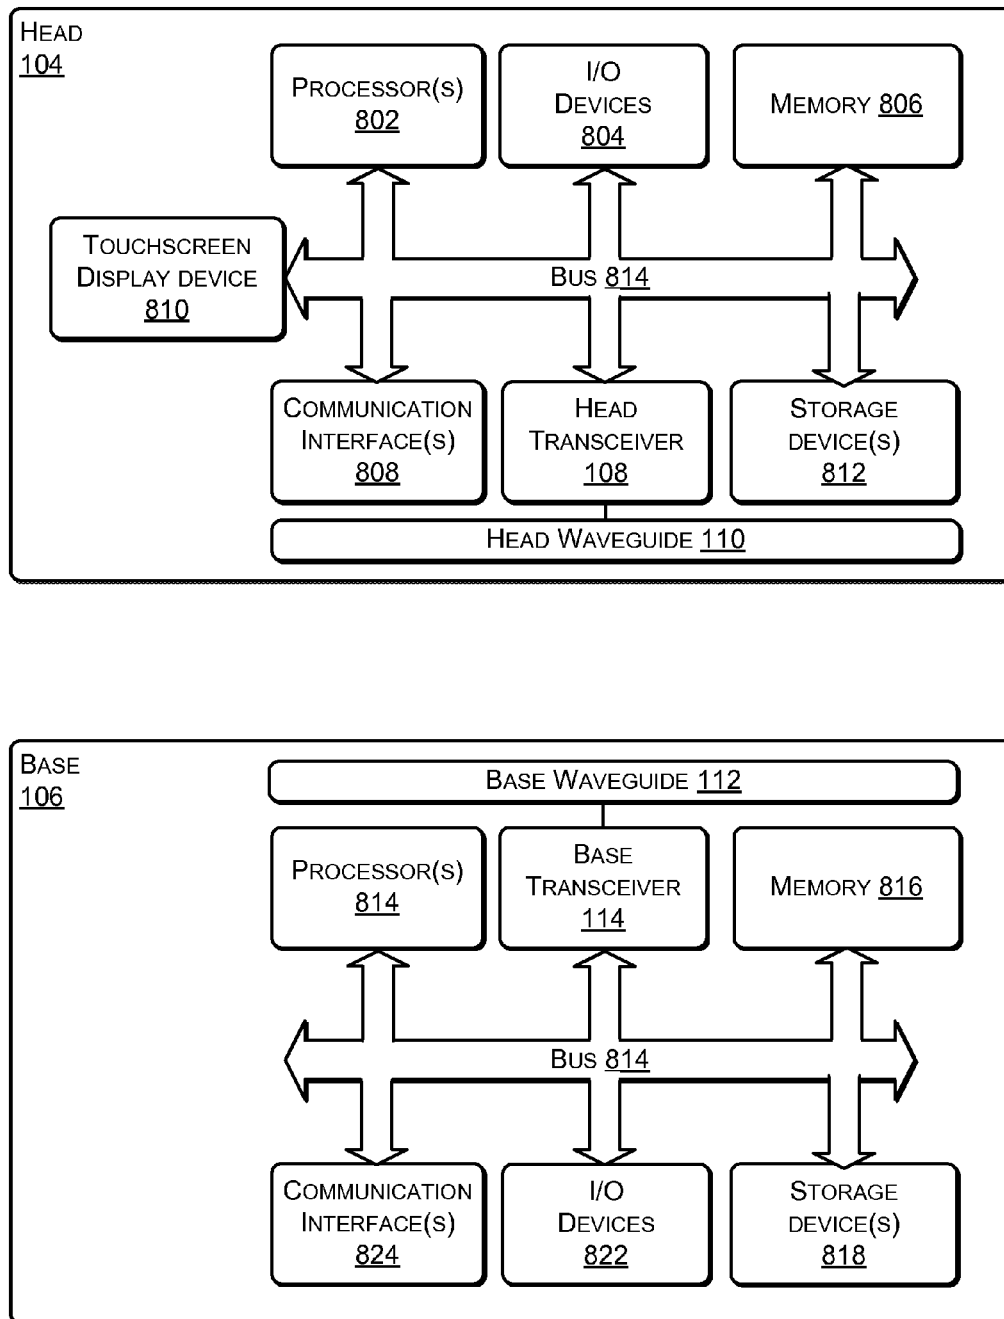 HEAD
104
PROCESSOR(S)
802
I/O
DEVICES
804
MEMORY 806
TOUCHSCREEN
DISPLAY DEVICE
810
BUS 814
COMMUNICATION
INTERFACE(S)
808
HEAD
TRANSCEIVER
108
STORAGE
DEVICE(S)
812
HEAD WAVEGUIDE 110
BASE
106
BASE WAVEGUIDE 112
PROCESSOR(S)
814
BASE
TRANSCEIVER
114
MEMORY 816
BUS 814
COMMUNICATION
INTERFACE(S)
824
I/O
DEVICES
822
STORAGE
DEVICE(S)
818